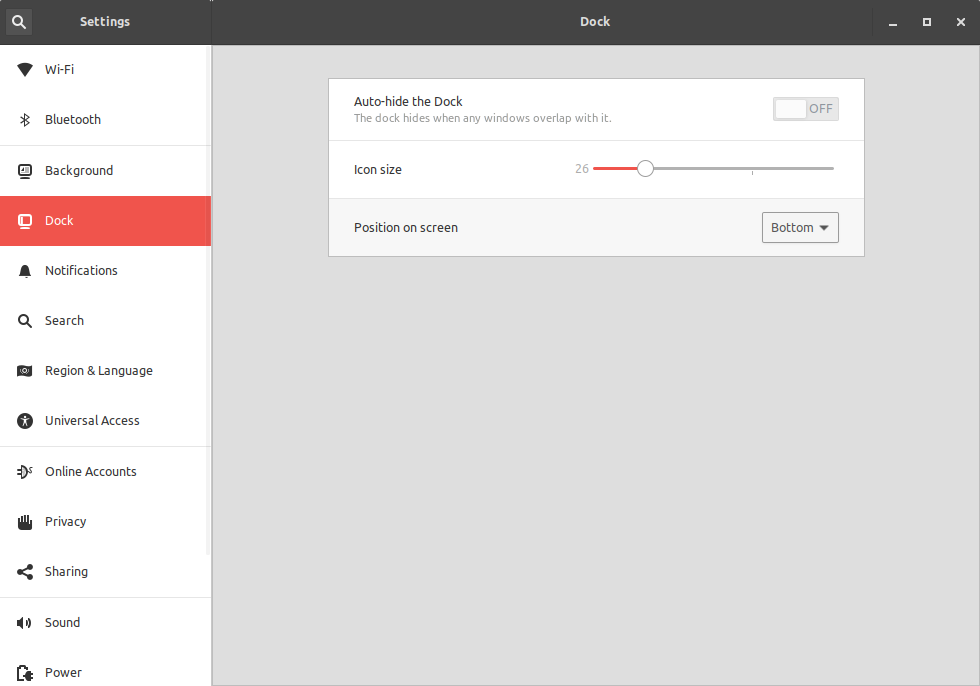 Settings
Dock
Wi-Fi
Bluetooth
Background
Dock
Notifications
Search
Region & Language
Universal Access
Online Accounts
Privacy
Sharing
Sound
Power
Auto-hide the Dock
The dock hides when any windows overlap with it.
OFF
Icon size
26
Position on screen
Bottom